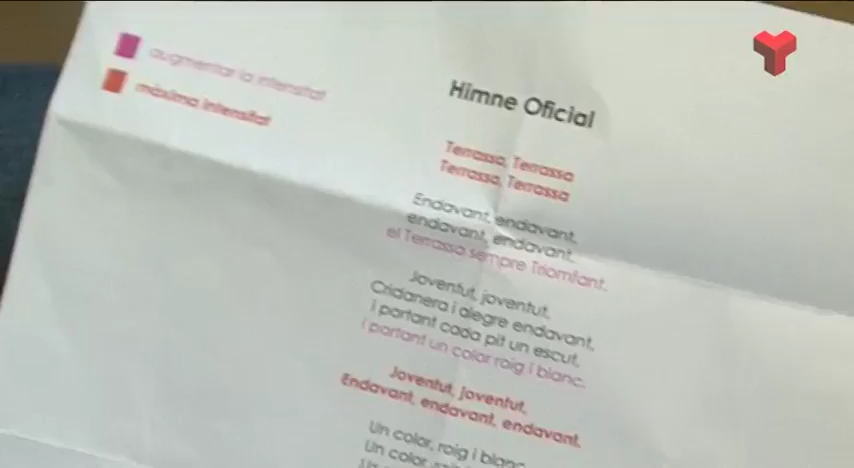 augmentar la intensitat
màxima intensitat
Himne Oficial
Terrassa, Terrassa
Terrassa, Terrassa
Endavant, endavant,
endavant, endavant,
el Terrassa sempre Triomfant.
Joventut, joventut,
Cridanera i alegre endavant,
i portant cada pit un escut,
i portant un color roig i blanc.
Joventut, joventut,
Endavant, endavant, endavant.
Un color, roig i blanc
Un color,